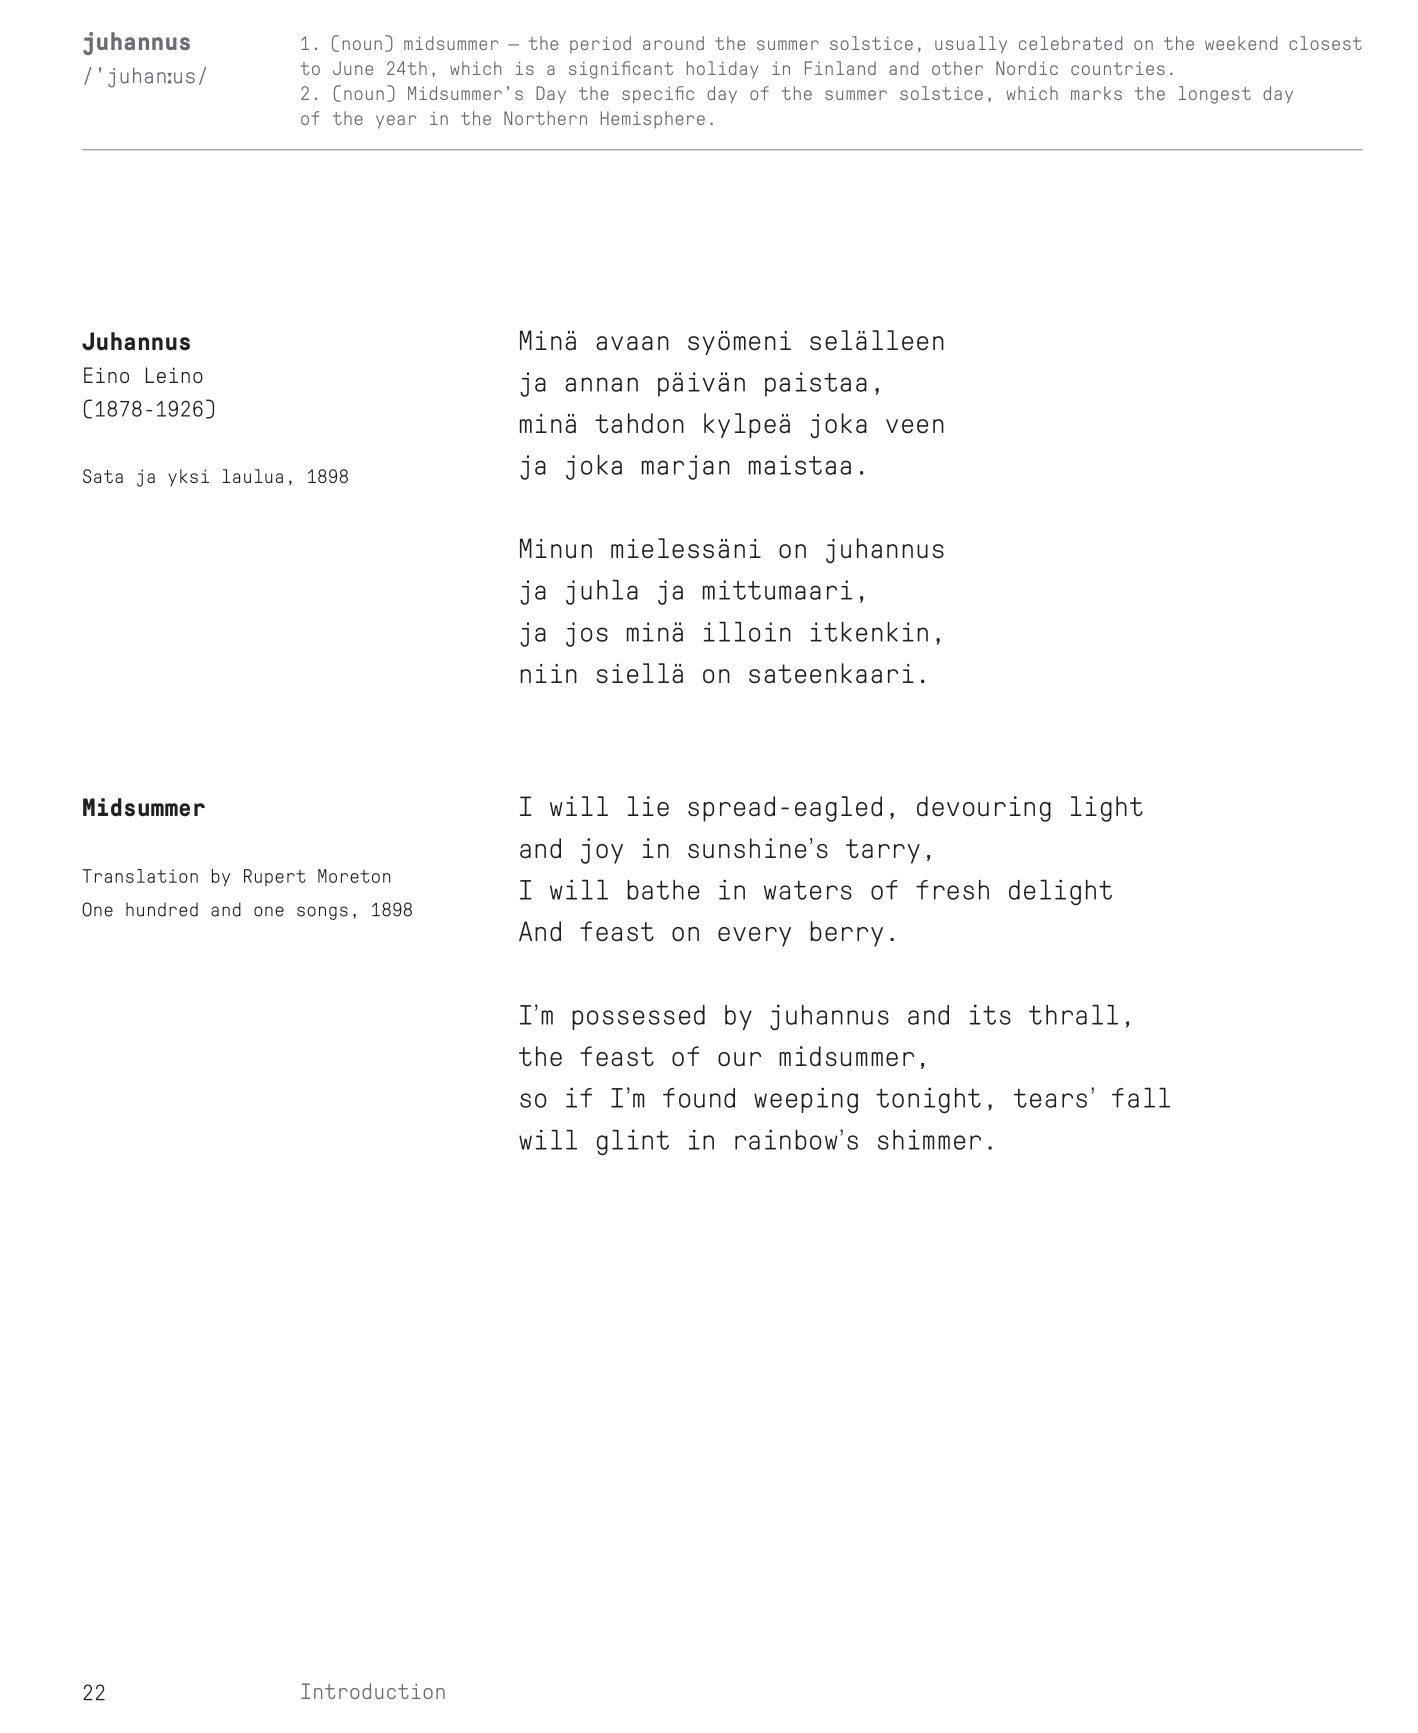 juhannus
/'juhanːus/
1. (noun) midsummer – the period around the summer solstice, usually celebrated on the weekend closest
to June 24th, which is a significant holiday in Finland and other Nordic countries.
2. (noun) Midsummer's Day the specific day of the summer solstice, which marks the longest day
of the year in the Northern Hemisphere.
Juhannus
Eino Leino
(1878-1926)
Sata ja yksi laulua, 1898
Minä avaan syömeni selälleen
ja annan päivän paistaa,
minä tahdon kylpeä joka veen
ja joka marjan maistaa.
Minun mielessäni on juhannus
ja juhla ja mittumaari,
ja jos minä illoin itkenkin,
niin siellä on sateenkaari.
Midsummer
Translation by Rupert Moreton
One hundred and one songs, 1898
I will lie spread-eagled, devouring light
and joy in sunshine’s tarry,
I will bathe in waters of fresh delight
And feast on every berry.
I’m possessed by juhannus and its thrall,
the feast of our midsummer,
so if I’m found weeping tonight, tears’ fall
will glint in rainbow’s shimmer.
22
Introduction